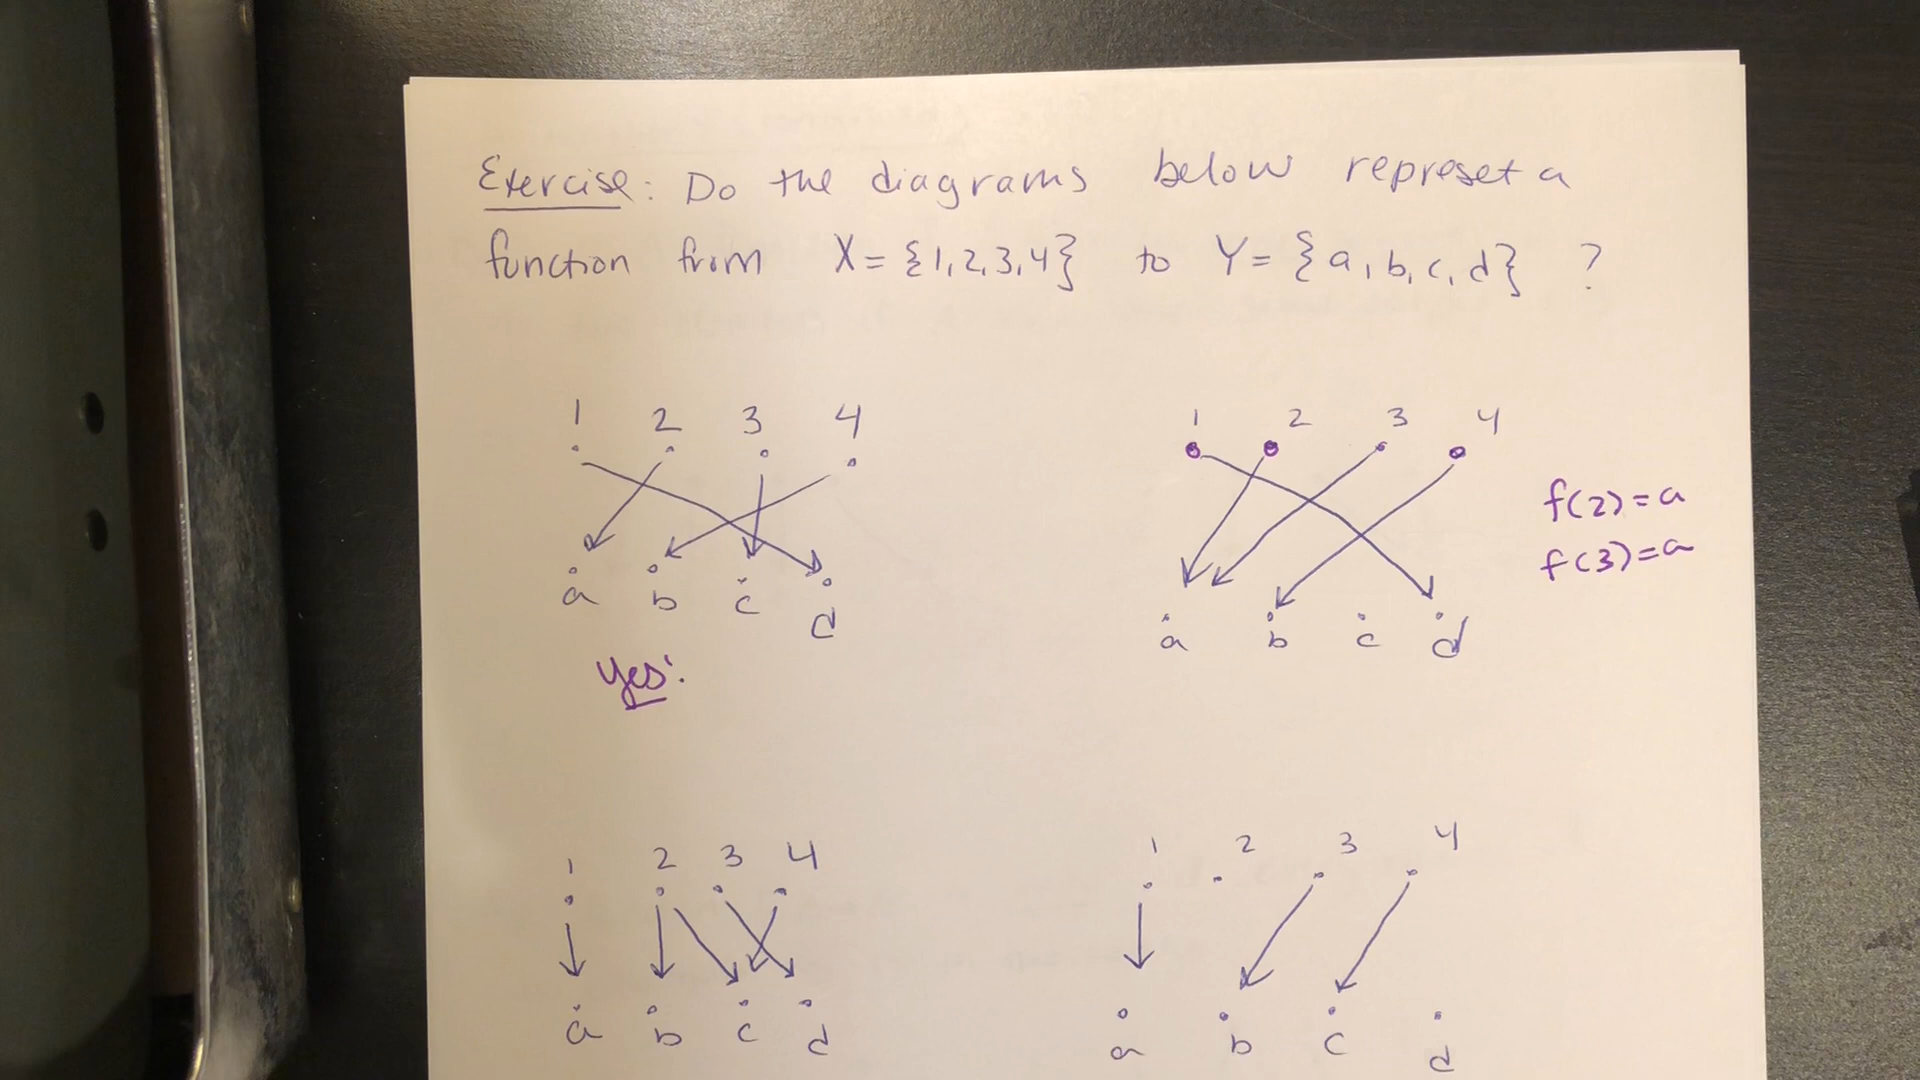 Exercise: Do the diagrams below represet a
function from X = {1,2,3,4} to Y = {a,b,c,d} ?
1 2 3 4
a b c d
Yes:
1 2 3 4
f(2)=a
f(3)=a
a b c d
1 2 3 4
a b c d
1 2 3 4
a b c d